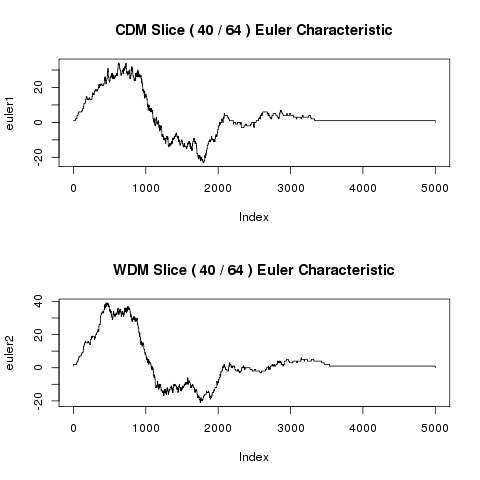 CDM Slice ( 40 / 64 ) Euler Characteristic
euler1
20
0
-20
0 1000 2000 3000 4000 5000
Index
WDM Slice ( 40 / 64 ) Euler Characteristic
euler2
40
20
0
-20
0 1000 2000 3000 4000 5000
Index